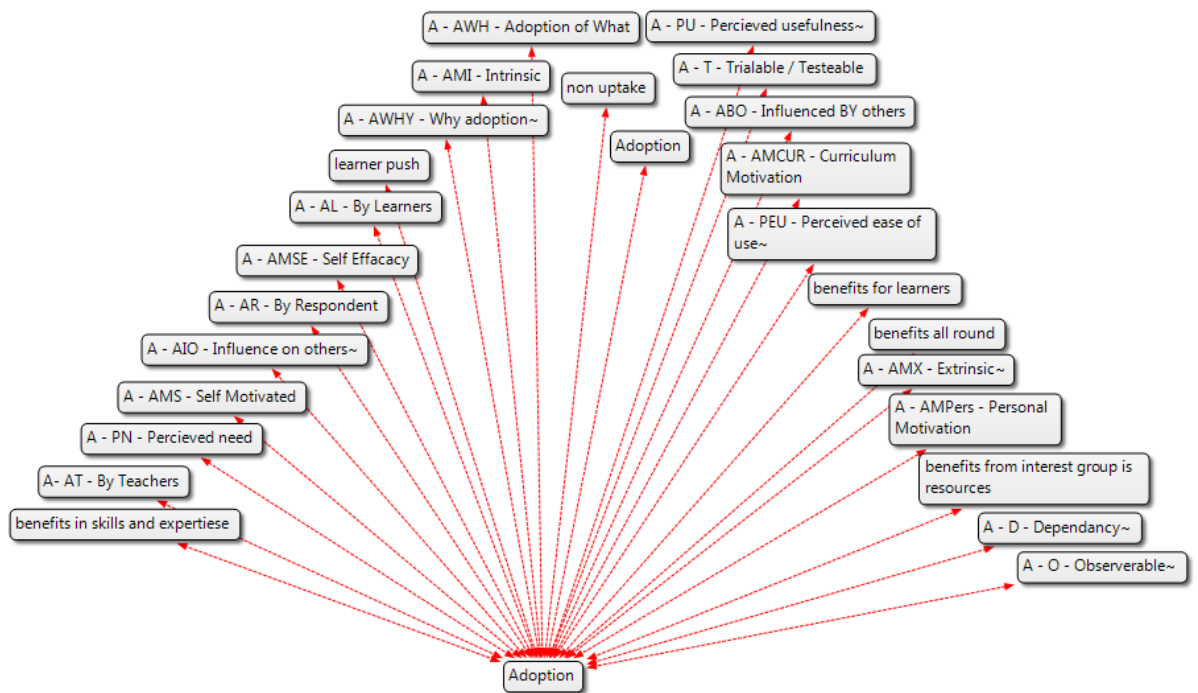 A - AWH - Adoption of What
A - PU - Percieved usefulness~
A - AMI - Intrinsic
A - T - Trialable / Testeable
non uptake
A - ABO - Influenced BY others
A - AWHY - Why adoption~
Adoption
A - AMCUR - Curriculum
Motivation
learner push
A - AL - By Learners
A - PEU - Perceived ease of
use~
A - AMSE - Self Effacacy
benefits for learners
A - AR - By Respondent
benefits all round
A - AIO - Influence on others~
A - AMX - Extrinsic~
A - AMS - Self Motivated
A - AMPers - Personal
Motivation
A - PN - Percieved need
benefits from interest group is
resources
A- AT - By Teachers
benefits in skills and expertiese
A - D - Dependancy~
A - O - Observerable~
Adoption